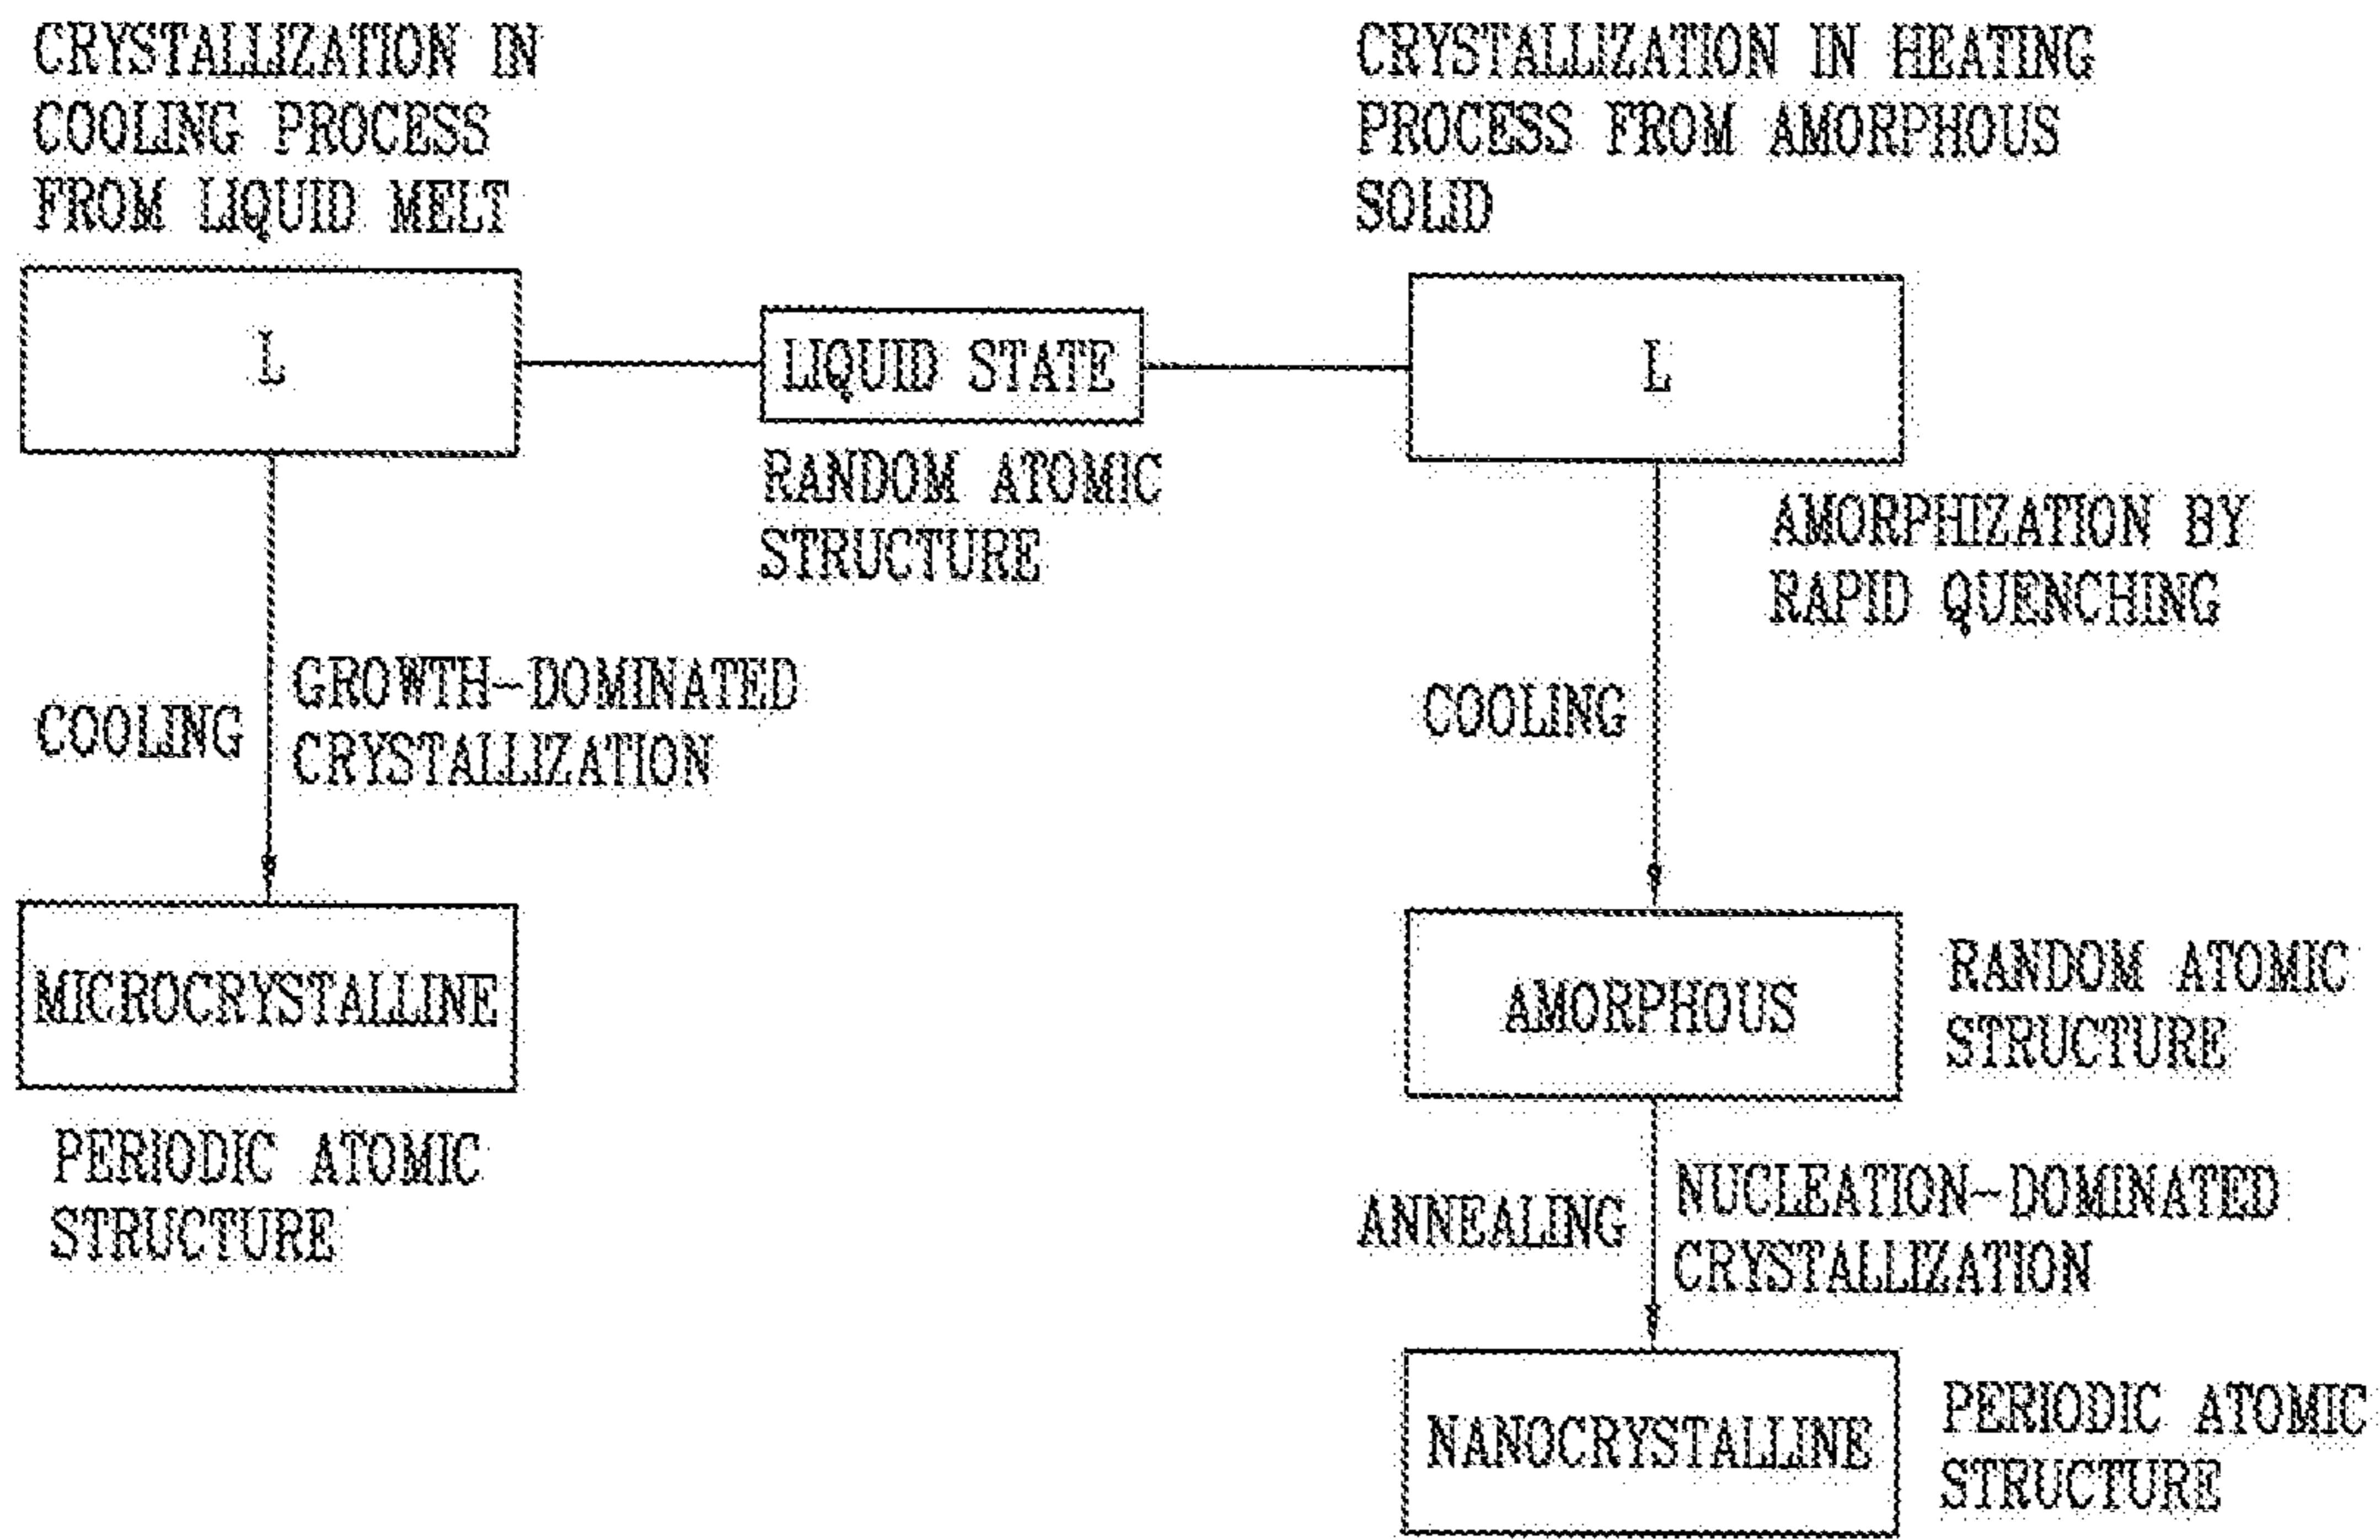 CRYSTALLIZATION IN
COOLING PROCESS
FROM LIQUID MELT
CRYSTALLIZATION IN HEATING
PROCESS FROM AMORPHOUS
SOLID
L
LIQUID STATE
L
RANDOM ATOMIC
STRUCTURE
AMORPHIZATION BY
RAPID QUENCHING
COOLING
GROWTH-DOMINATED
CRYSTALLIZATION
COOLING
MICROCRYSTALLINE
PERIODIC ATOMIC
STRUCTURE
AMORPHOUS
RANDOM ATOMIC
STRUCTURE
ANNEALING
NUCLEATION-DOMINATED
CRYSTALLIZATION
NANOCRYSTALLINE
PERIODIC ATOMIC
STRUCTURE